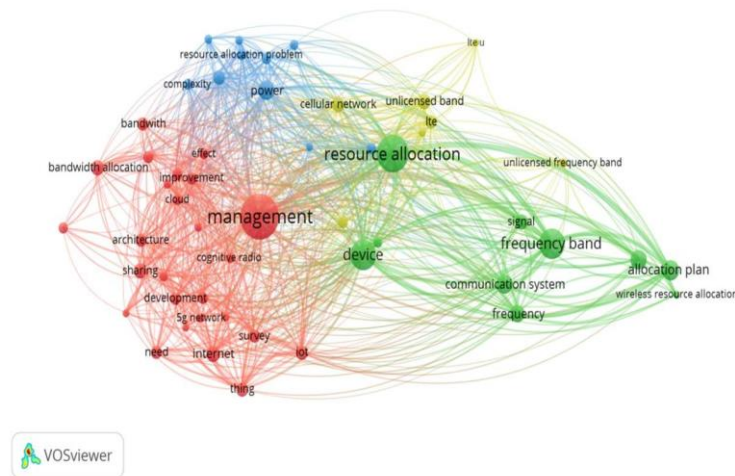 lte-u
resource allocation problem
complexity
power
cellular network
unlicensed band
lte
bandwith
effect
resource allocation
bandwidth allocation
improvement
unlicensed frequency band
cloud
management
signal
architecture
frequency band
cognitive radio
device
sharing
allocation plan
communication system
development
wireless resource allocation
5g network
frequency
survey
need
internet
iot
thing
VOSviewer